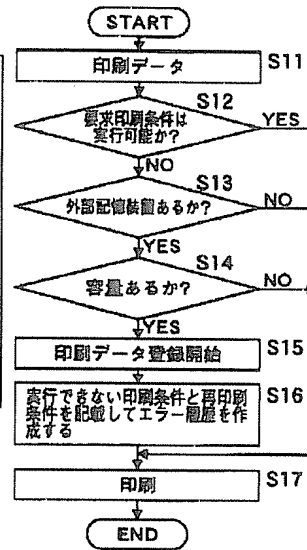 START
印刷データ S11
S12
要求印刷条件は
実行可能か? YES
NO
S13
外部記憶装置あるか? NO
YES
S14
容量あるか? NO
YES
印刷データ登録開始 S15
実行できない印刷条件と再印刷 S16
条件を記載してエラー履歴を作
成する
印刷 S17
END